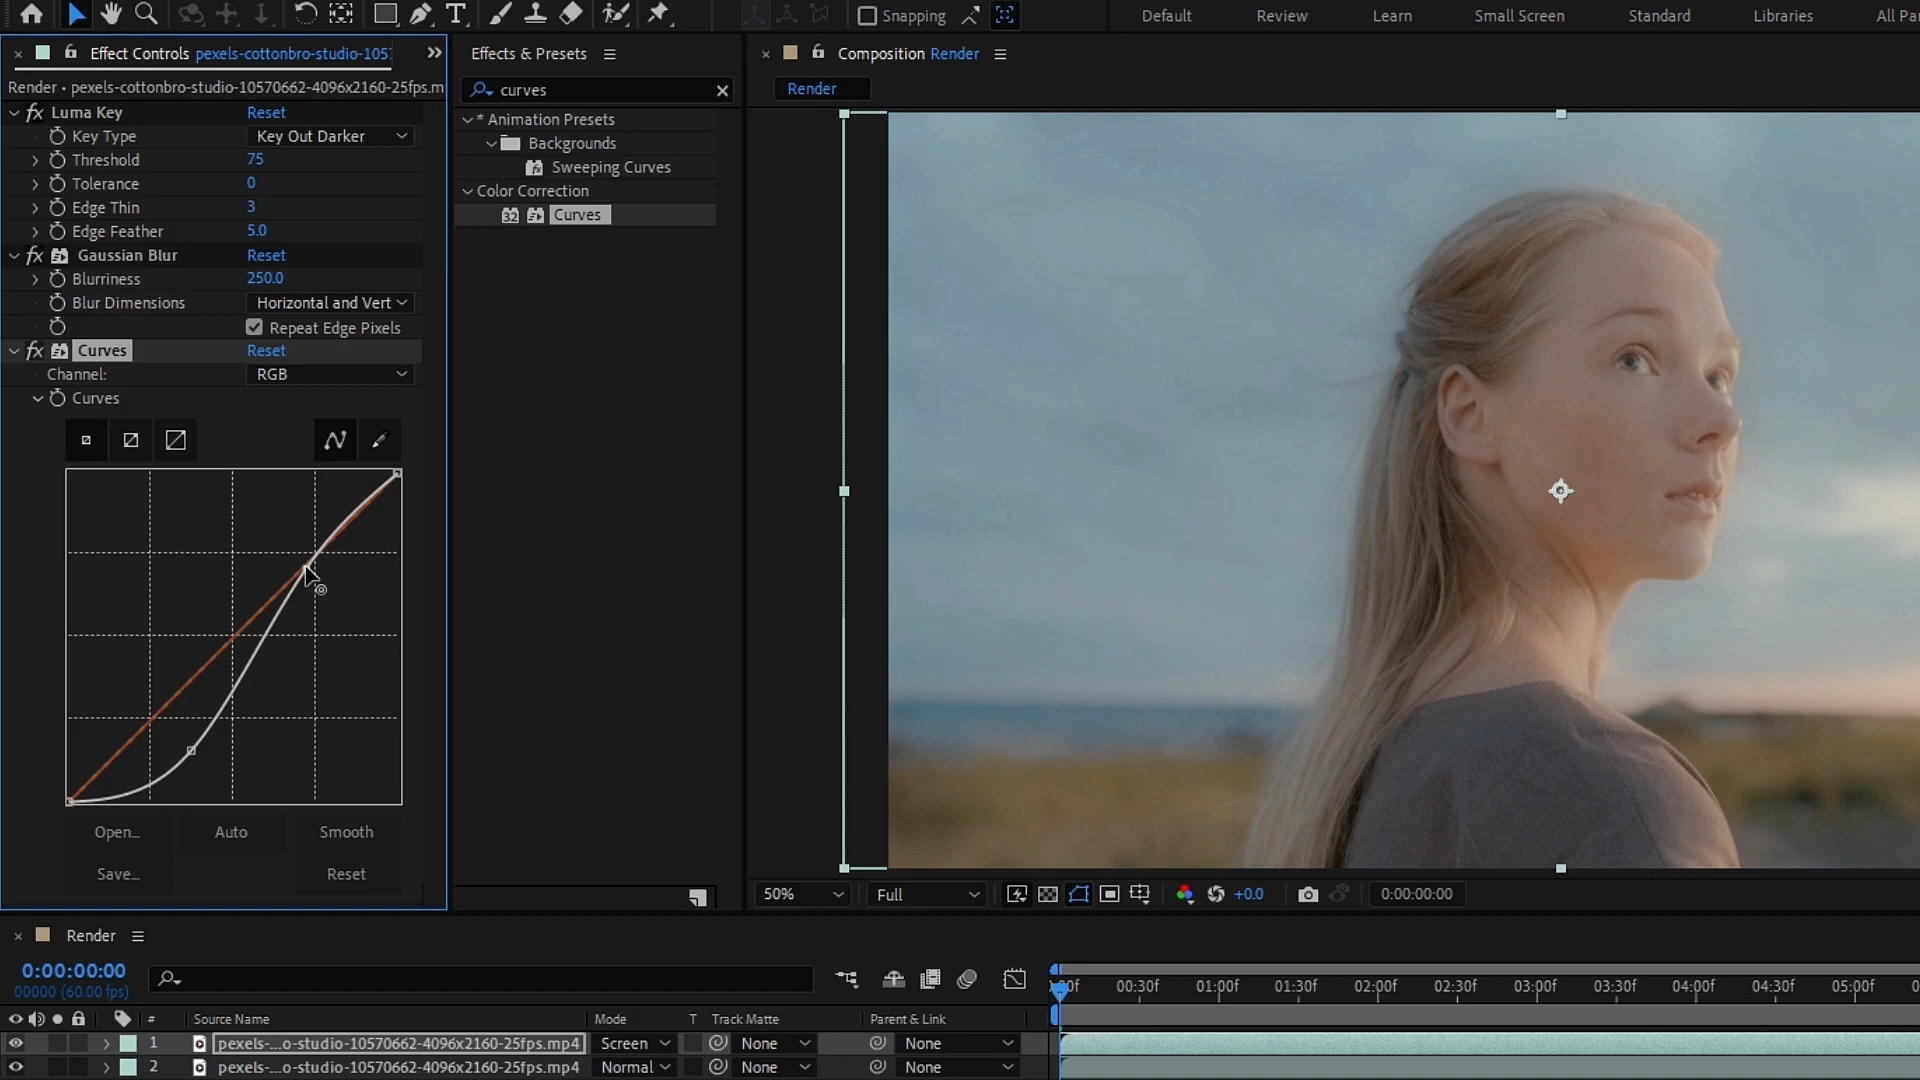 Snapping
Default
Review
Learn
Small Screen
Standard
Libraries
All Pa
Effect Controls pexels-cottonbro-studio-105
Render • pexels-cottonbro-studio-10570662-4096x2160-25fps.m
fx Luma Key Reset
Key Type Key Out Darker
Threshold 75
Tolerance 0
Edge Thin 3
Edge Feather 5.0
fx Gaussian Blur Reset
Blurriness 250.0
Blur Dimensions Horizontal and Vert
Repeat Edge Pixels
fx Curves Reset
Channel: RGB
Curves
Open... Auto Smooth
Save... Reset
Effects & Presets
curves
* Animation Presets
Backgrounds
Sweeping Curves
Color Correction
32 Curves
Composition Render
Render
50% Full +0.0 0:00:00:00
Render
0:00:00:00
00000 (60.00 fps)
00f 00:30f 01:00f 01:30f 02:00f 02:30f 03:00f 03:30f 04:00f 04:30f 05:00f 0
# Source Name Mode T Track Matte Parent & Link
1 pexels-...o-studio-10570662-4096x2160-25fps.mp4 Screen None None
2 pexels-...o-studio-10570662-4096x2160-25fps.mp4 Normal None None